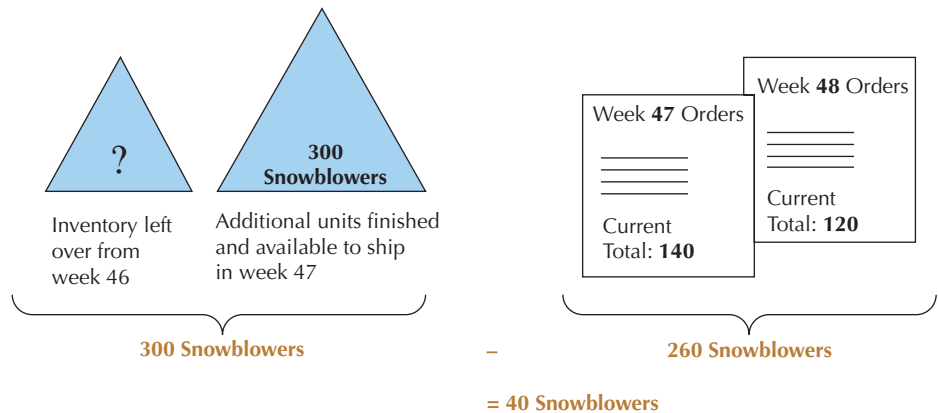 ?
300
Snowblowers
Inventory left
over from
week 46
Additional units finished
and available to ship
in week 47
Week 47 Orders
Current
Total: 140
Week 48 Orders
Current
Total: 120
300 Snowblowers – 260 Snowblowers
= 40 Snowblowers